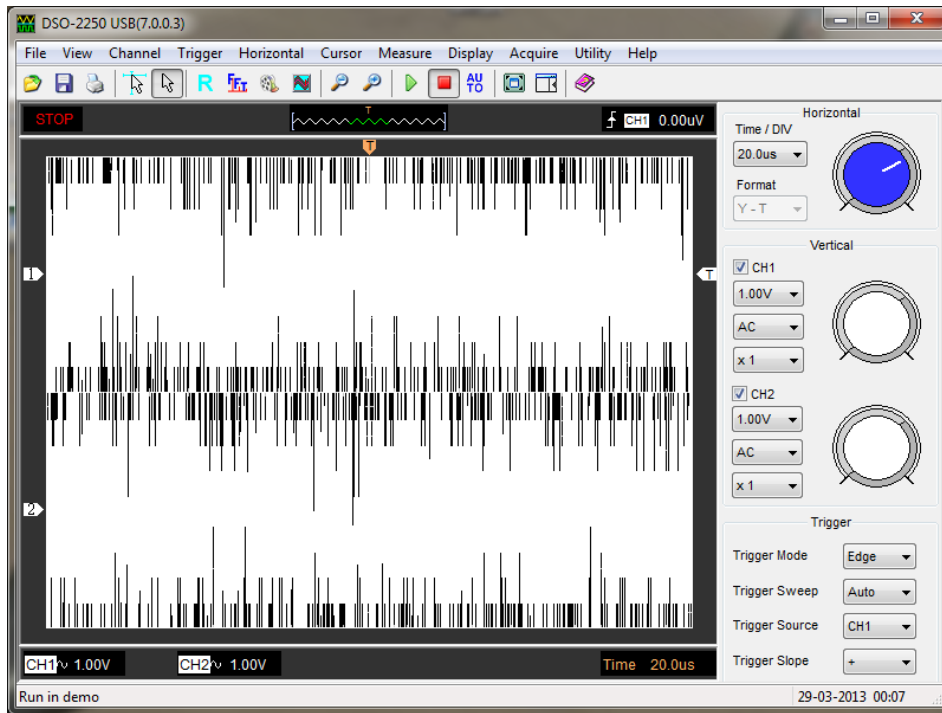 DSO-2250 USB(7.0.0.3)
File View Channel Trigger Horizontal Cursor Measure Display Acquire Utility Help
R FFT AU TO
STOP T CH1 0.00uV
T
1 T
2
CH1 1.00V CH2 1.00V Time 20.0us
Horizontal
Time / DIV
20.0us
Format
Y - T
Vertical
CH1
1.00V
AC
x 1
CH2
1.00V
AC
x 1
Trigger
Trigger Mode Edge
Trigger Sweep Auto
Trigger Source CH1
Trigger Slope +
Run in demo 29-03-2013 00:07